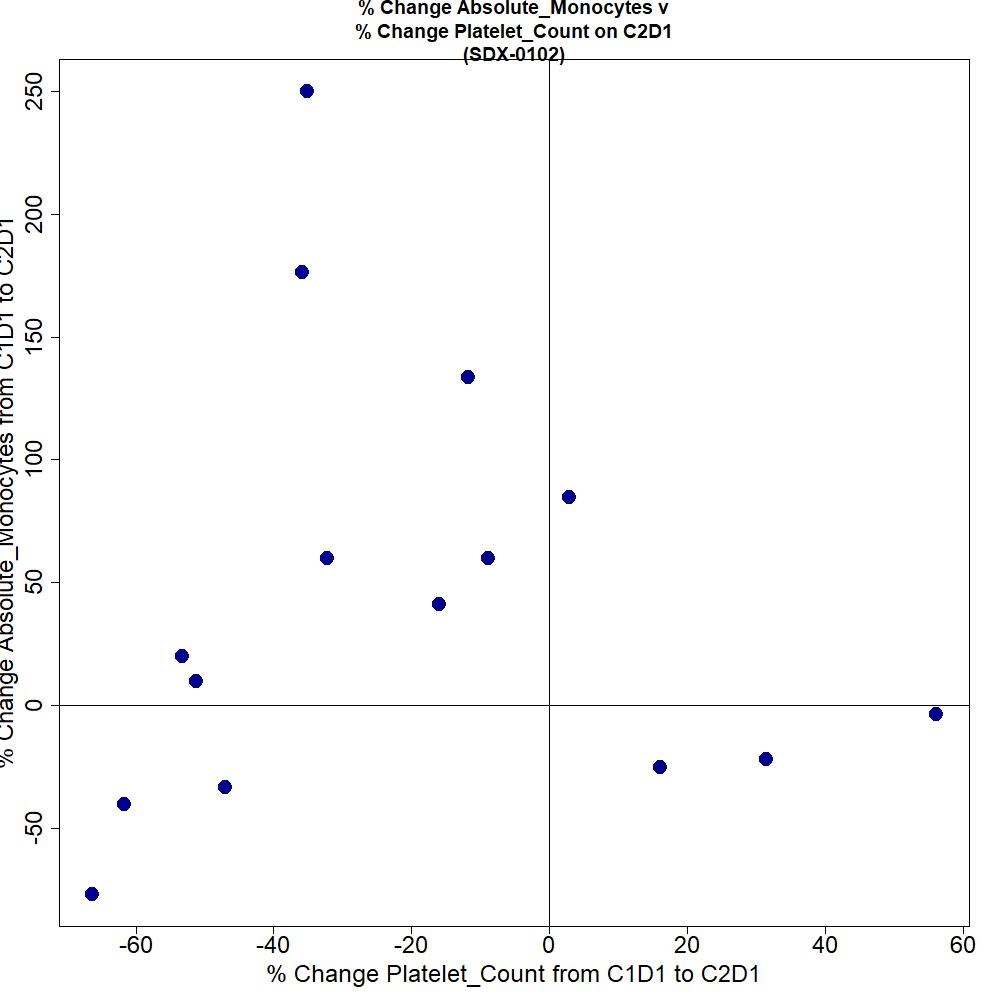 % Change Absolute_Monocytes v
% Change Platelet_Count on C2D1
(SDX-0102)
% Change Absolute_Monocytes from C1D1 to C2D1
250
200
150
100
50
0
-50
-60
-40
-20
0
20
40
60
% Change Platelet_Count from C1D1 to C2D1